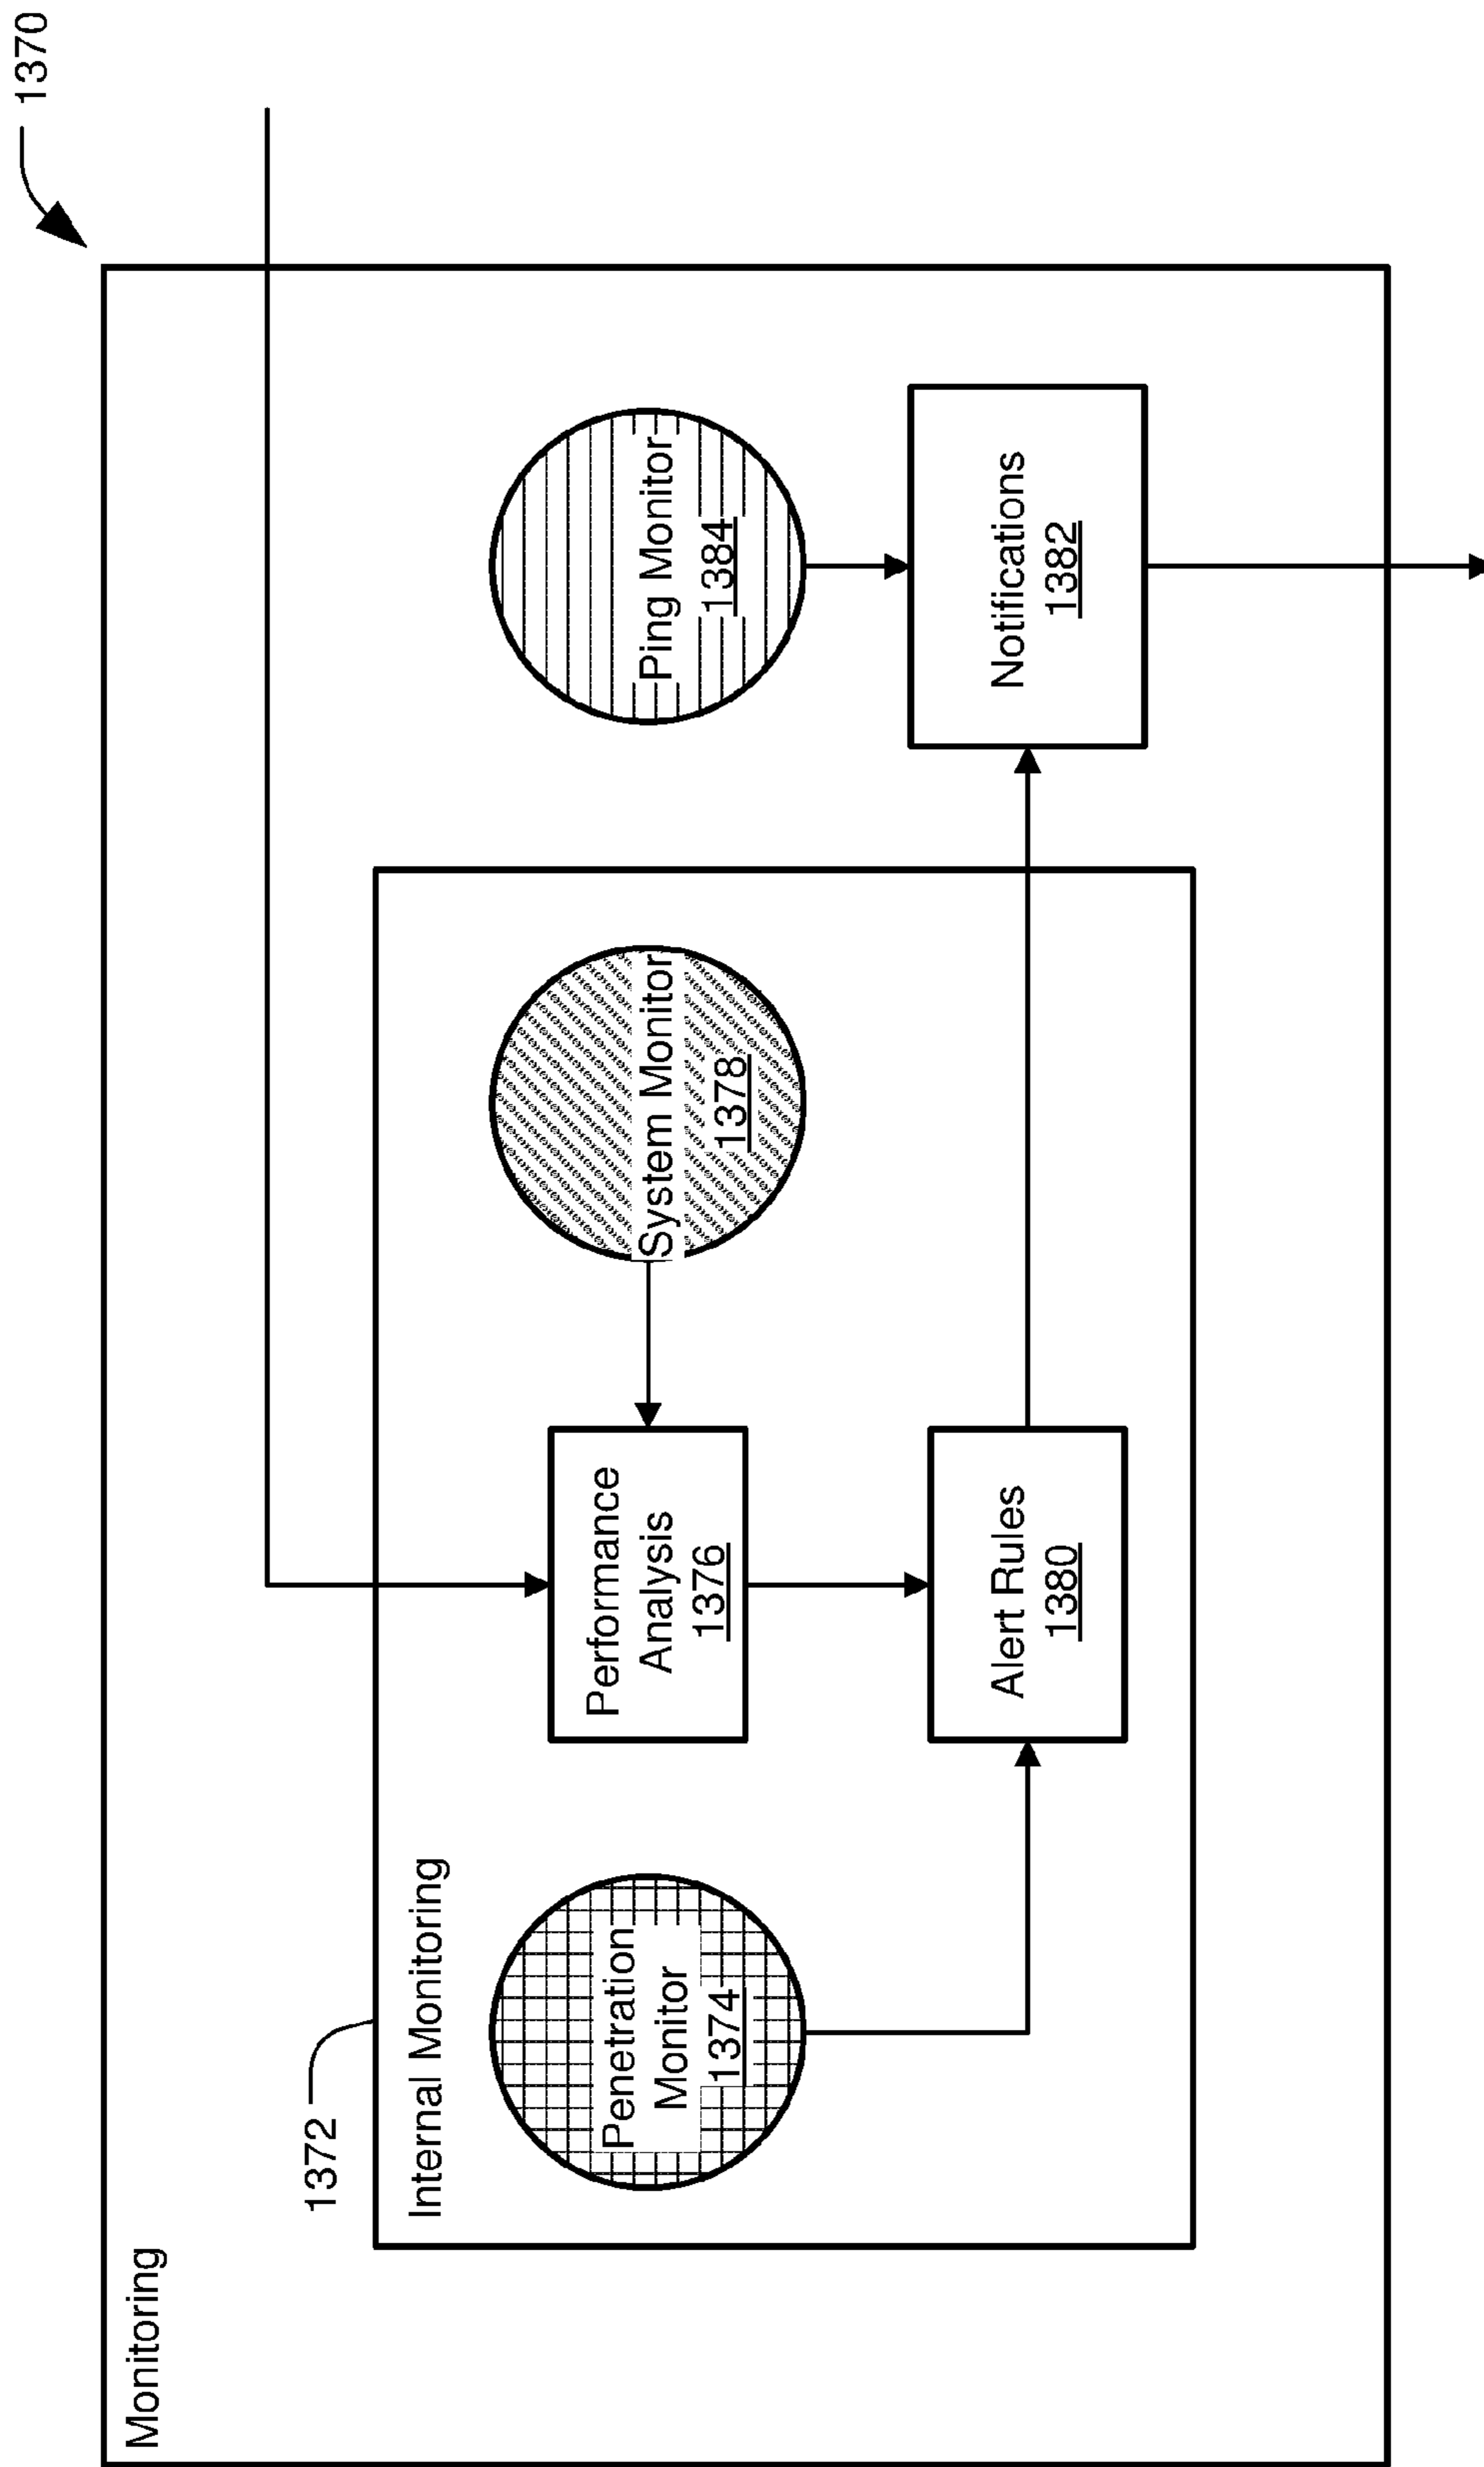 1370
Monitoring
1372
Internal Monitoring
Penetration
Monitor
1374
Performance
Analysis
1376
System Monitor
1378
Ping Monitor
1384
Alert Rules
1380
Notifications
1382